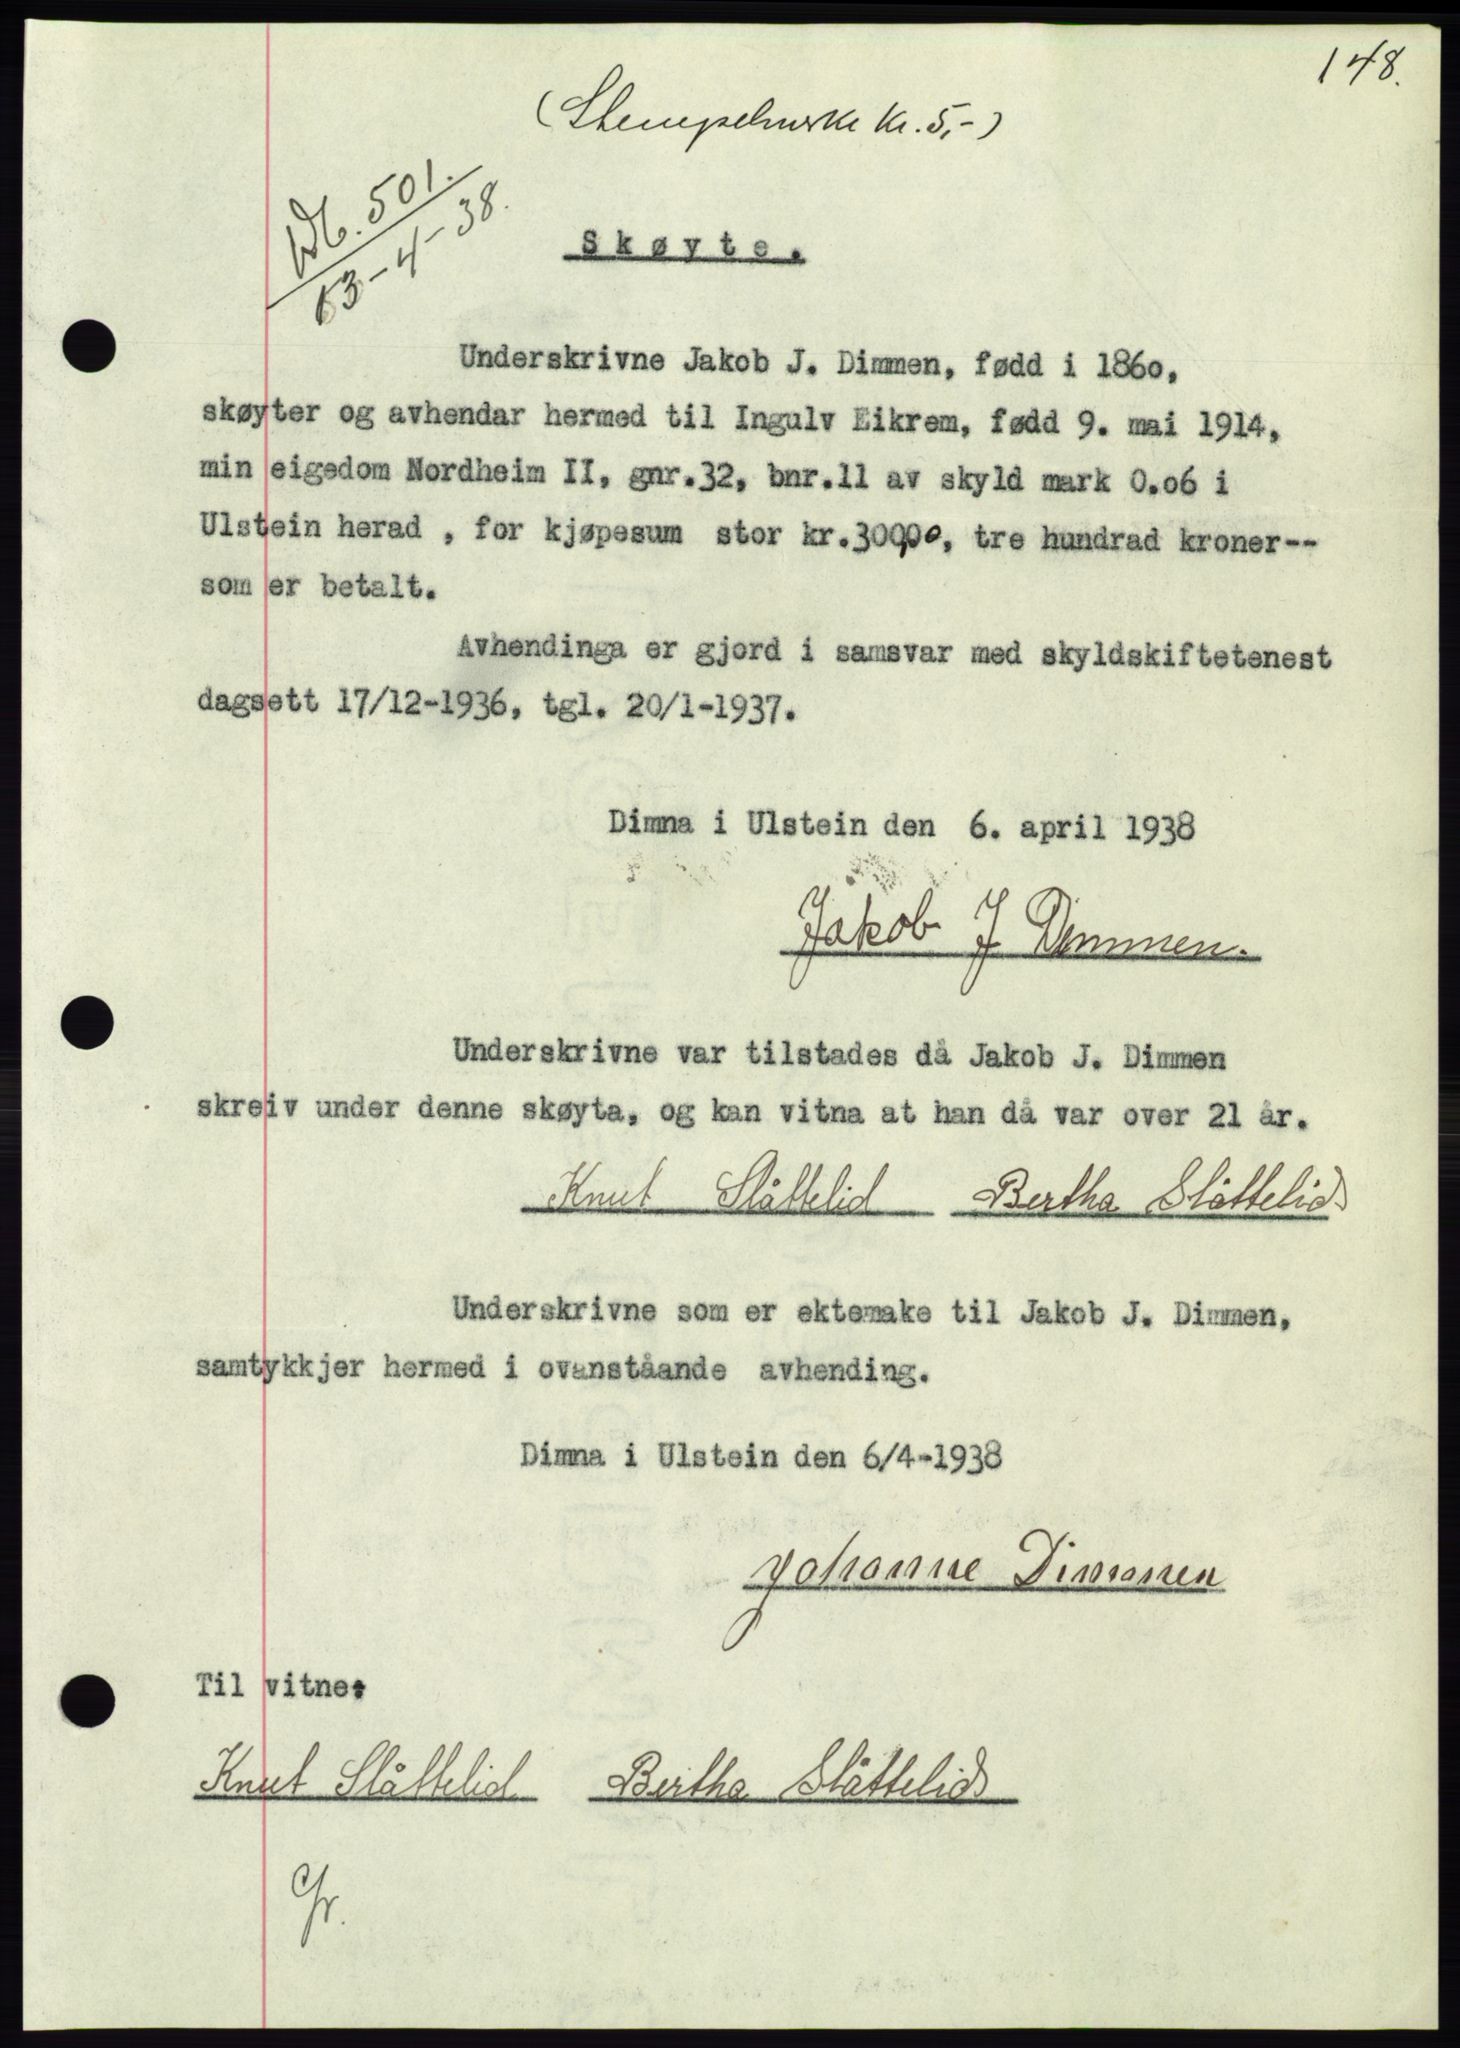 148.
(Stempelmerke kr. 5,-)
Db. 501.
13-4-38.
Skøyte.
Underskrivne Jakob J. Dimmen, fødd i 1860,
skøyter og avhendar hermed til Ingulv Eikrem, fødd 9. mai 1914,
min eigedom Nordheim II, gnr.32, bnr.11 av skyld mark 0.06 i
Ulstein herad , for kjøpesum stor kr.300,00, tre hundrad kroner--
som er betalt.
Avhendinga er gjord i samsvar med skyldskiftetenest
dagsett 17/12-1936, tgl. 20/1-1937.
Dimna i Ulstein den 6. april 1938
Jakob J Dimmen.
Underskrivne var tilstades då Jakob J. Dimmen
skreiv under denne skøyta, og kan vitna at han då var over 21 år.
Knut Slåttelid Bertha Slåttelid
Underskrivne som er ektemake til Jakob J. Dimmen,
samtykkjer hermed i ovanståande avhending.
Dimna i Ulstein den 6/4-1938
Johanne Dimmen
Til vitne:
Knut Slåttelid Bertha Slåttelid
Gr.